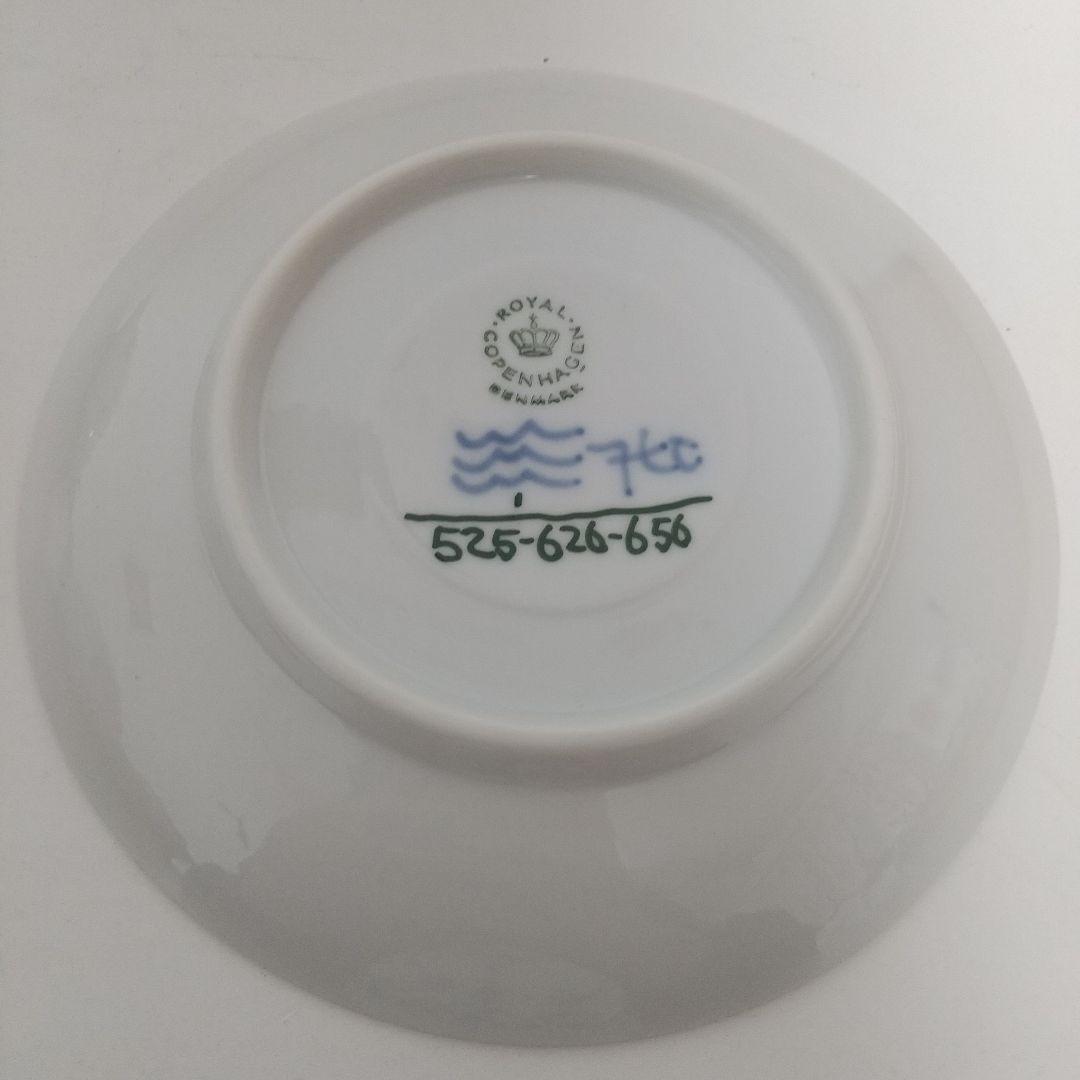 ROYAL
COPENHAGEN
DENMARK
525-626-656